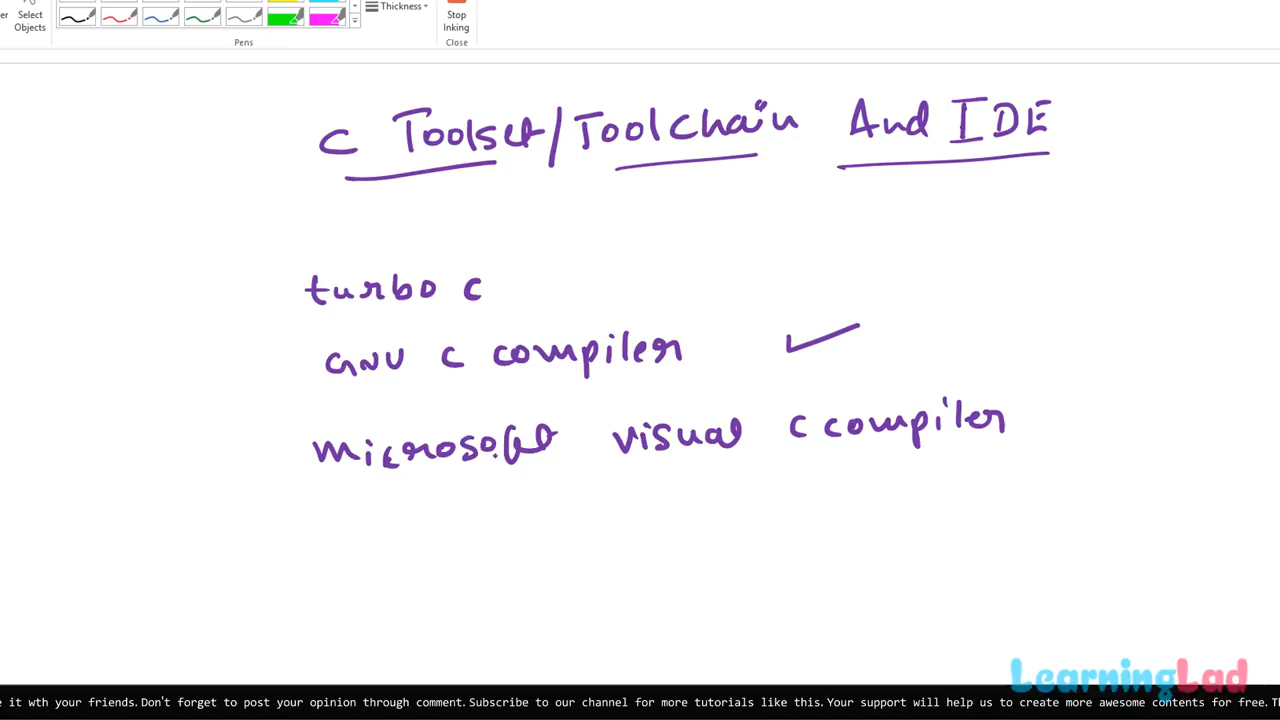 er Select Objects
Thickness
Stop Inking
Pens
Close
C Toolset/Toolchain And IDE
turbo c
GNU C compiler
microsoft visual c compiler
LearningLad
e it wth your friends.Don't forget to post your opinion through comment.Subscribe to our channel for more tutorials like this.Your support will help us to create more awesome contents for free.T